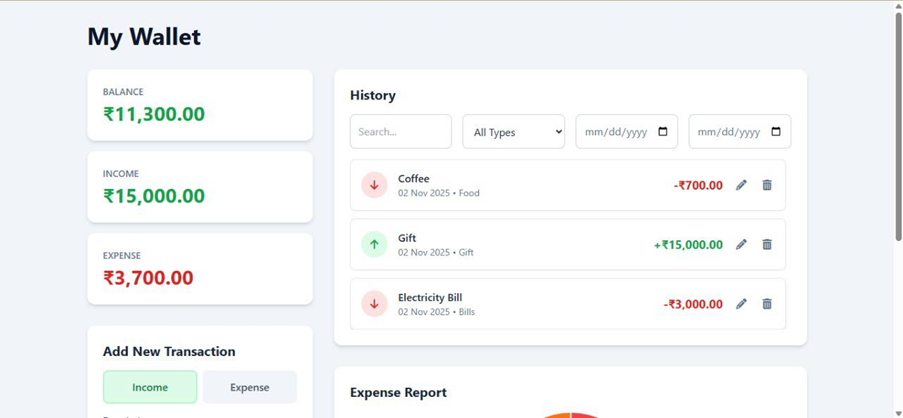 My Wallet
BALANCE
₹11,300.00
INCOME
₹15,000.00
EXPENSE
₹3,700.00
Add New Transaction
Income
Expense
History
Search...
All Types
mm/dd/yyyy
mm/dd/yyyy
Coffee
02 Nov 2025 • Food
-₹700.00
Gift
02 Nov 2025 • Gift
+₹15,000.00
Electricity Bill
02 Nov 2025 • Bills
-₹3,000.00
Expense Report